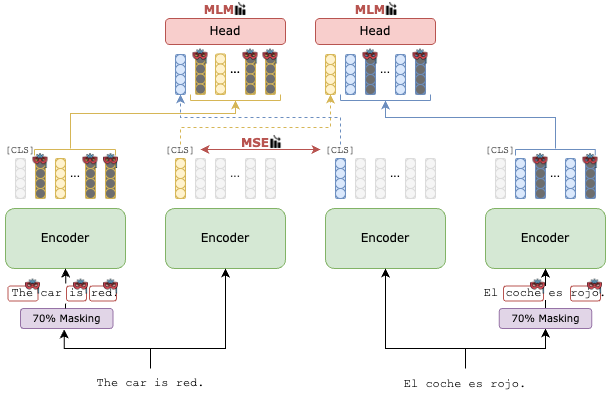 MLM MLM
Head Head
... ...
MSE
[CLS] [CLS] [CLS] [CLS]
... ... ... ...
Encoder Encoder Encoder Encoder
The car is red. El coche es rojo.
70% Masking 70% Masking
The car is red. El coche es rojo.